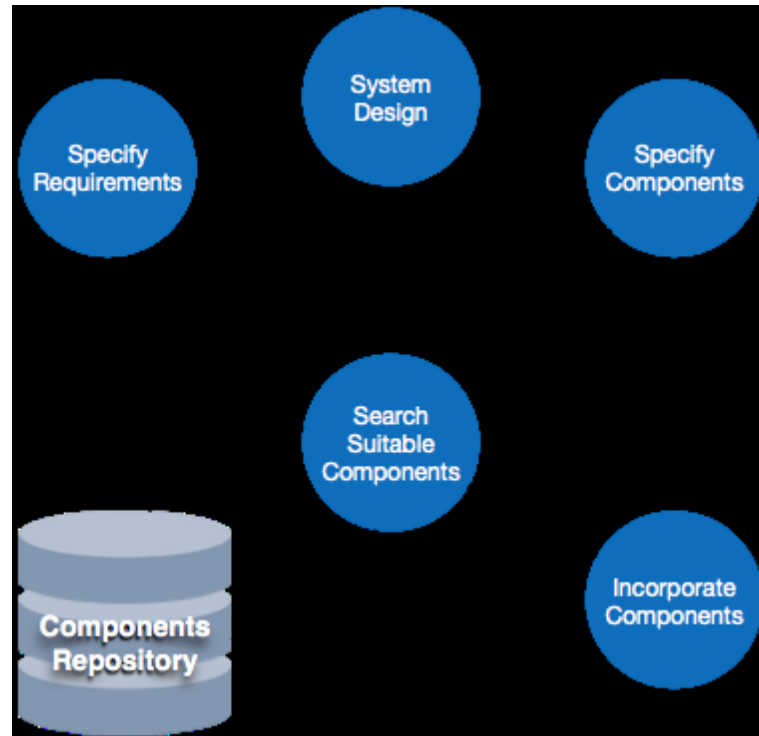 System
Design
Specify
Requirements
Specify
Components
Search
Suitable
Components
Components
Repository
Incorporate
Components